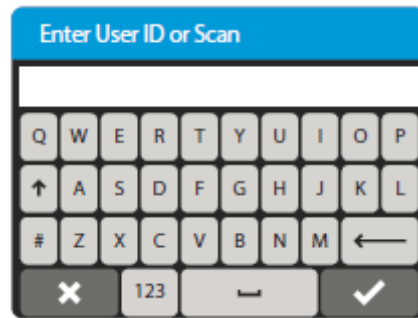 Enter User ID or Scan
Q W E R T Y U I O P
A S D F G H J K L
# Z X C V B N M
123